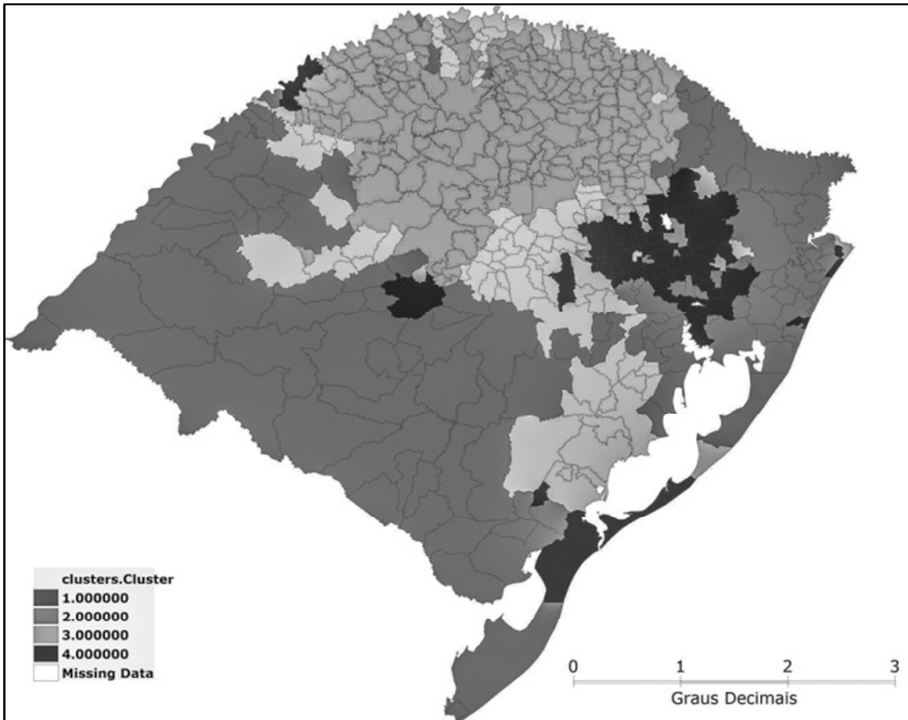 clusters.Cluster
1.000000
2.000000
3.000000
4.000000
Missing Data
0 1 2 3
Graus Decimais